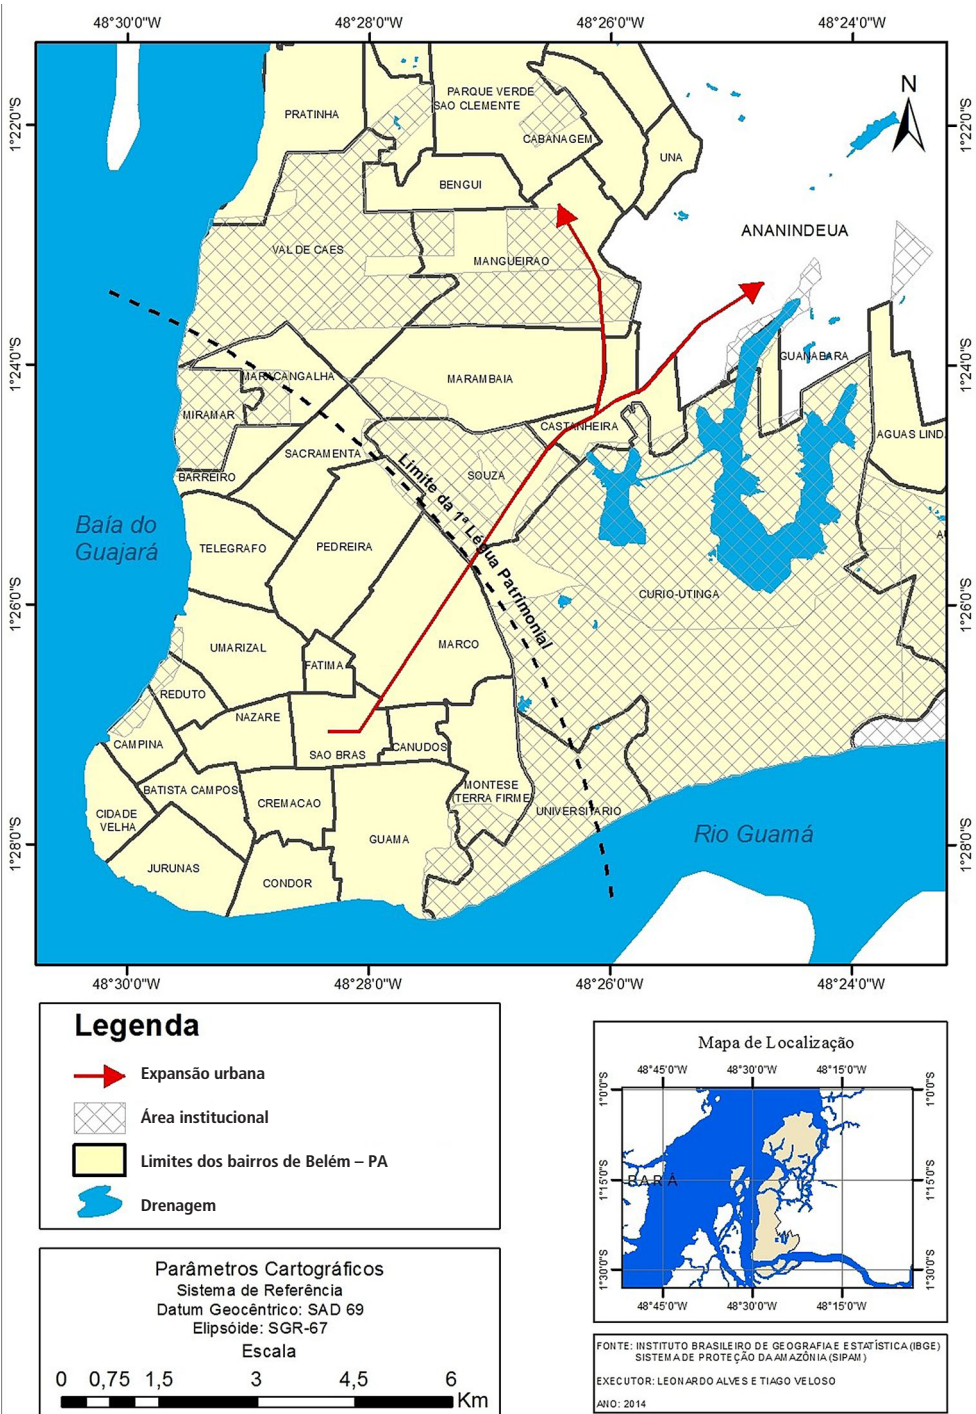 48°30'0"W 48°28'0"W 48°26'0"W 48°24'0"W
1°22'0"S
1°24'0"S
1°26'0"S
1°28'0"S
N
PRATINHA
PARQUE VERDE
SAO CLEMENTE
CABANAGEM
UNA
BENGUI
ANANINDEUA
VAL DE CAES
MANGUEIRAO
GUANABARA
MARACANGALHA
MARAMBAIA
MIRAMAR
CASTANHEIRA
AGUAS LIND
SACRAMENTA
SOUZA
BARREIRO
Limite da 1ª Légua Patrimonial
Baía do
Guajará
TELEGRAFO
PEDREIRA
CURIO-UTINGA
UMARIZAL
FATIMA
MARCO
REDUTO
NAZARE
CAMPINA
SAO BRAS
CANUDOS
BATISTA CAMPOS
CREMACAO
MONTESE
(TERRA FIRME)
UNIVERSITARIO
CIDADE
VELHA
GUAMA
Rio Guamá
JURUNAS
CONDOR
1°22'0"S
1°24'0"S
1°26'0"S
1°28'0"S
48°30'0"W 48°28'0"W 48°26'0"W 48°24'0"W
Legenda
Expansão urbana
Área institucional
Limites dos bairros de Belém – PA
Drenagem
Parâmetros Cartográficos
Sistema de Referência
Datum Geocêntrico: SAD 69
Elipsóide: SGR-67
Escala
0 0,75 1,5 3 4,5 6
Km
Mapa de Localização
48°45'0"W 48°30'0"W 48°15'0"W
1°0'0"S
1°15'0"S
1°30'0"S
PARÁ
1°0'0"S
1°15'0"S
1°30'0"S
48°45'0"W 48°30'0"W 48°15'0"W
FONTE: INSTITUTO BRASILEIRO DE GEOGRAFIA E ESTATÍSTICA (IBGE)
SISTEMA DE PROTEÇÃO DA AMAZÔNIA (SIPAM)
EXECUTOR: LEONARDO ALVES E TIAGO VELOSO
ANO: 2014